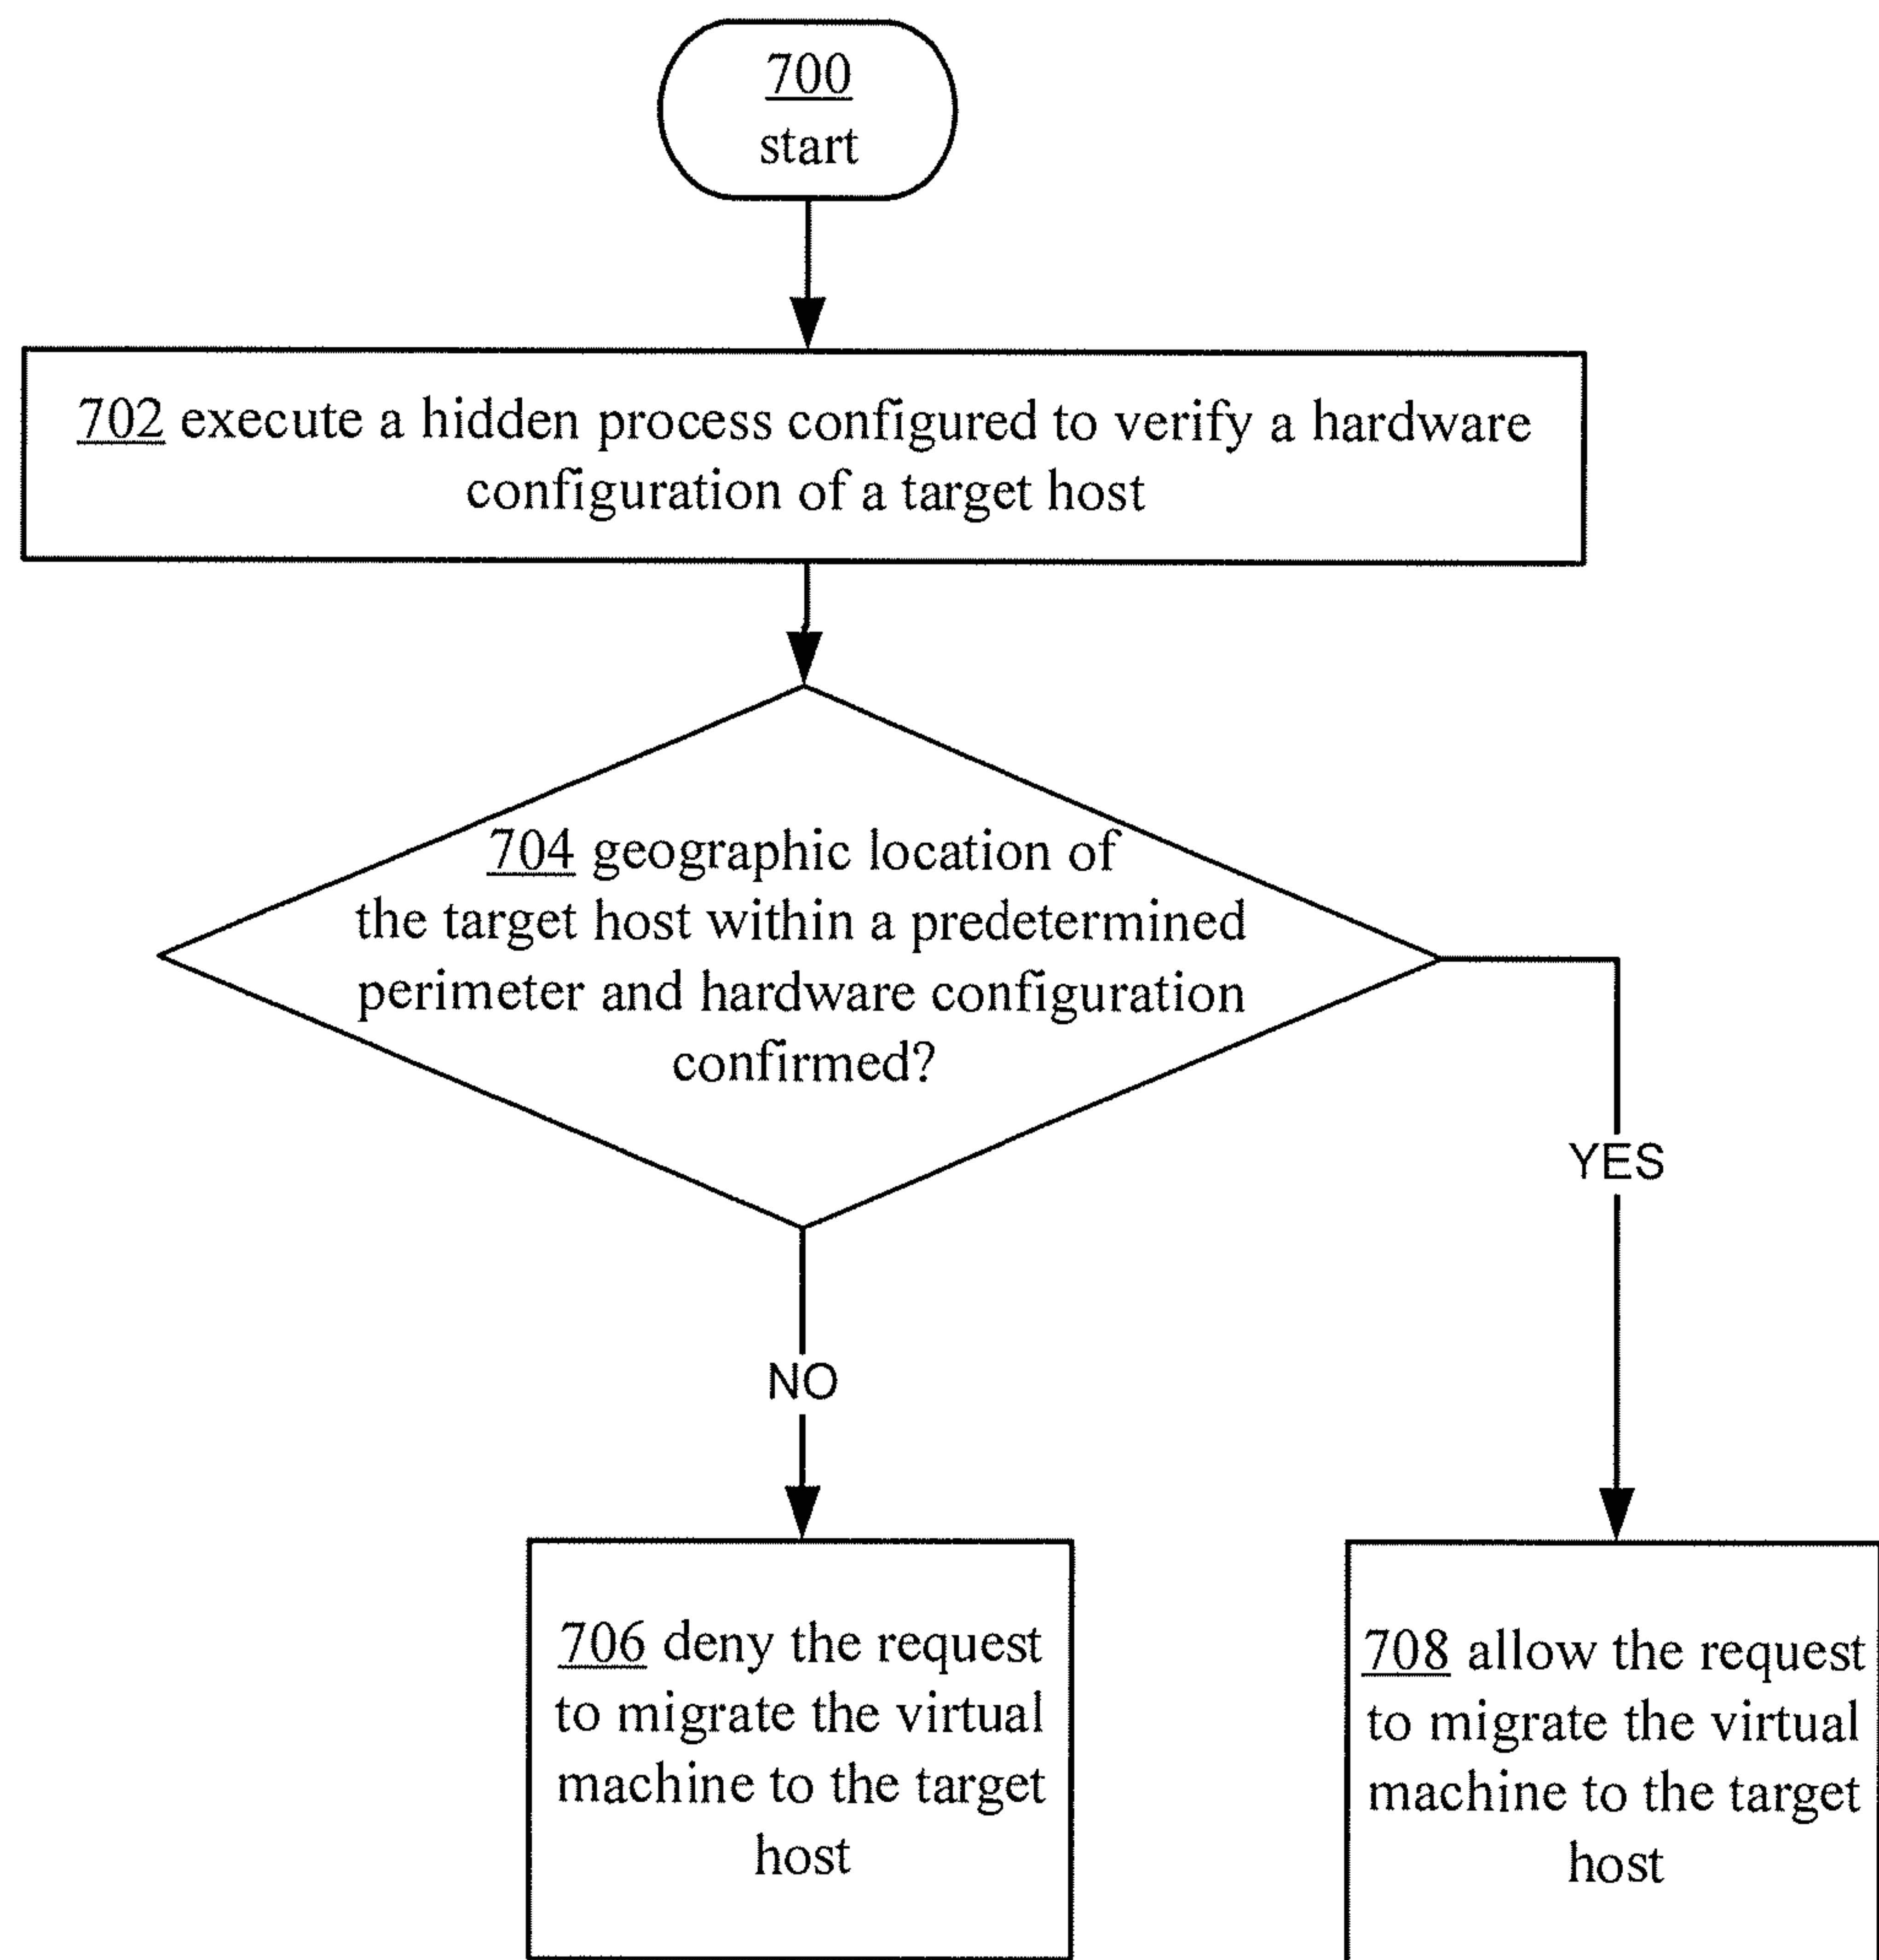 700
start
702 execute a hidden process configured to verify a hardware
configuration of a target host
704 geographic location of
the target host within a predetermined
perimeter and hardware configuration
confirmed?
YES
NO
706 deny the request
to migrate the virtual
machine to the target
host
708 allow the request
to migrate the virtual
machine to the target
host